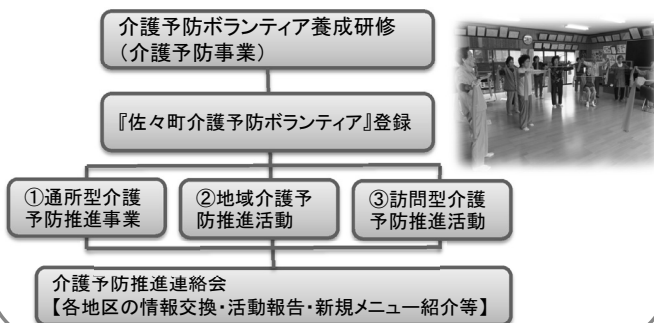 介護予防ボランティア養成研修
（介護予防事業）
『佐々町介護予防ボランティア』登録
①通所型介護
予防推進事業
②地域介護予
防推進活動
③訪問型介護
予防推進活動
介護予防推進連絡会
【各地区の情報交換・活動報告・新規メニュー紹介等】